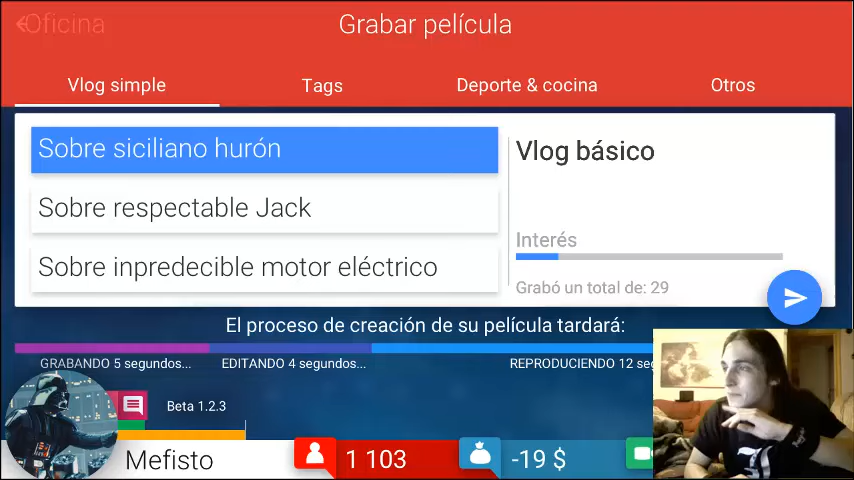 Oficina
Grabar película
Vlog simple
Tags
Deporte & cocina
Otros
Sobre siciliano hurón
Sobre respectable Jack
Sobre inpredecible motor eléctrico
Vlog básico
Interés
Grabó un total de: 29
El proceso de creación de su película tardará:
GRABANDO 5 segundos...
EDITANDO 4 segundos...
REPRODUCIENDO 12 seg
Beta 1.2.3
Mefisto
1 103
-19 $